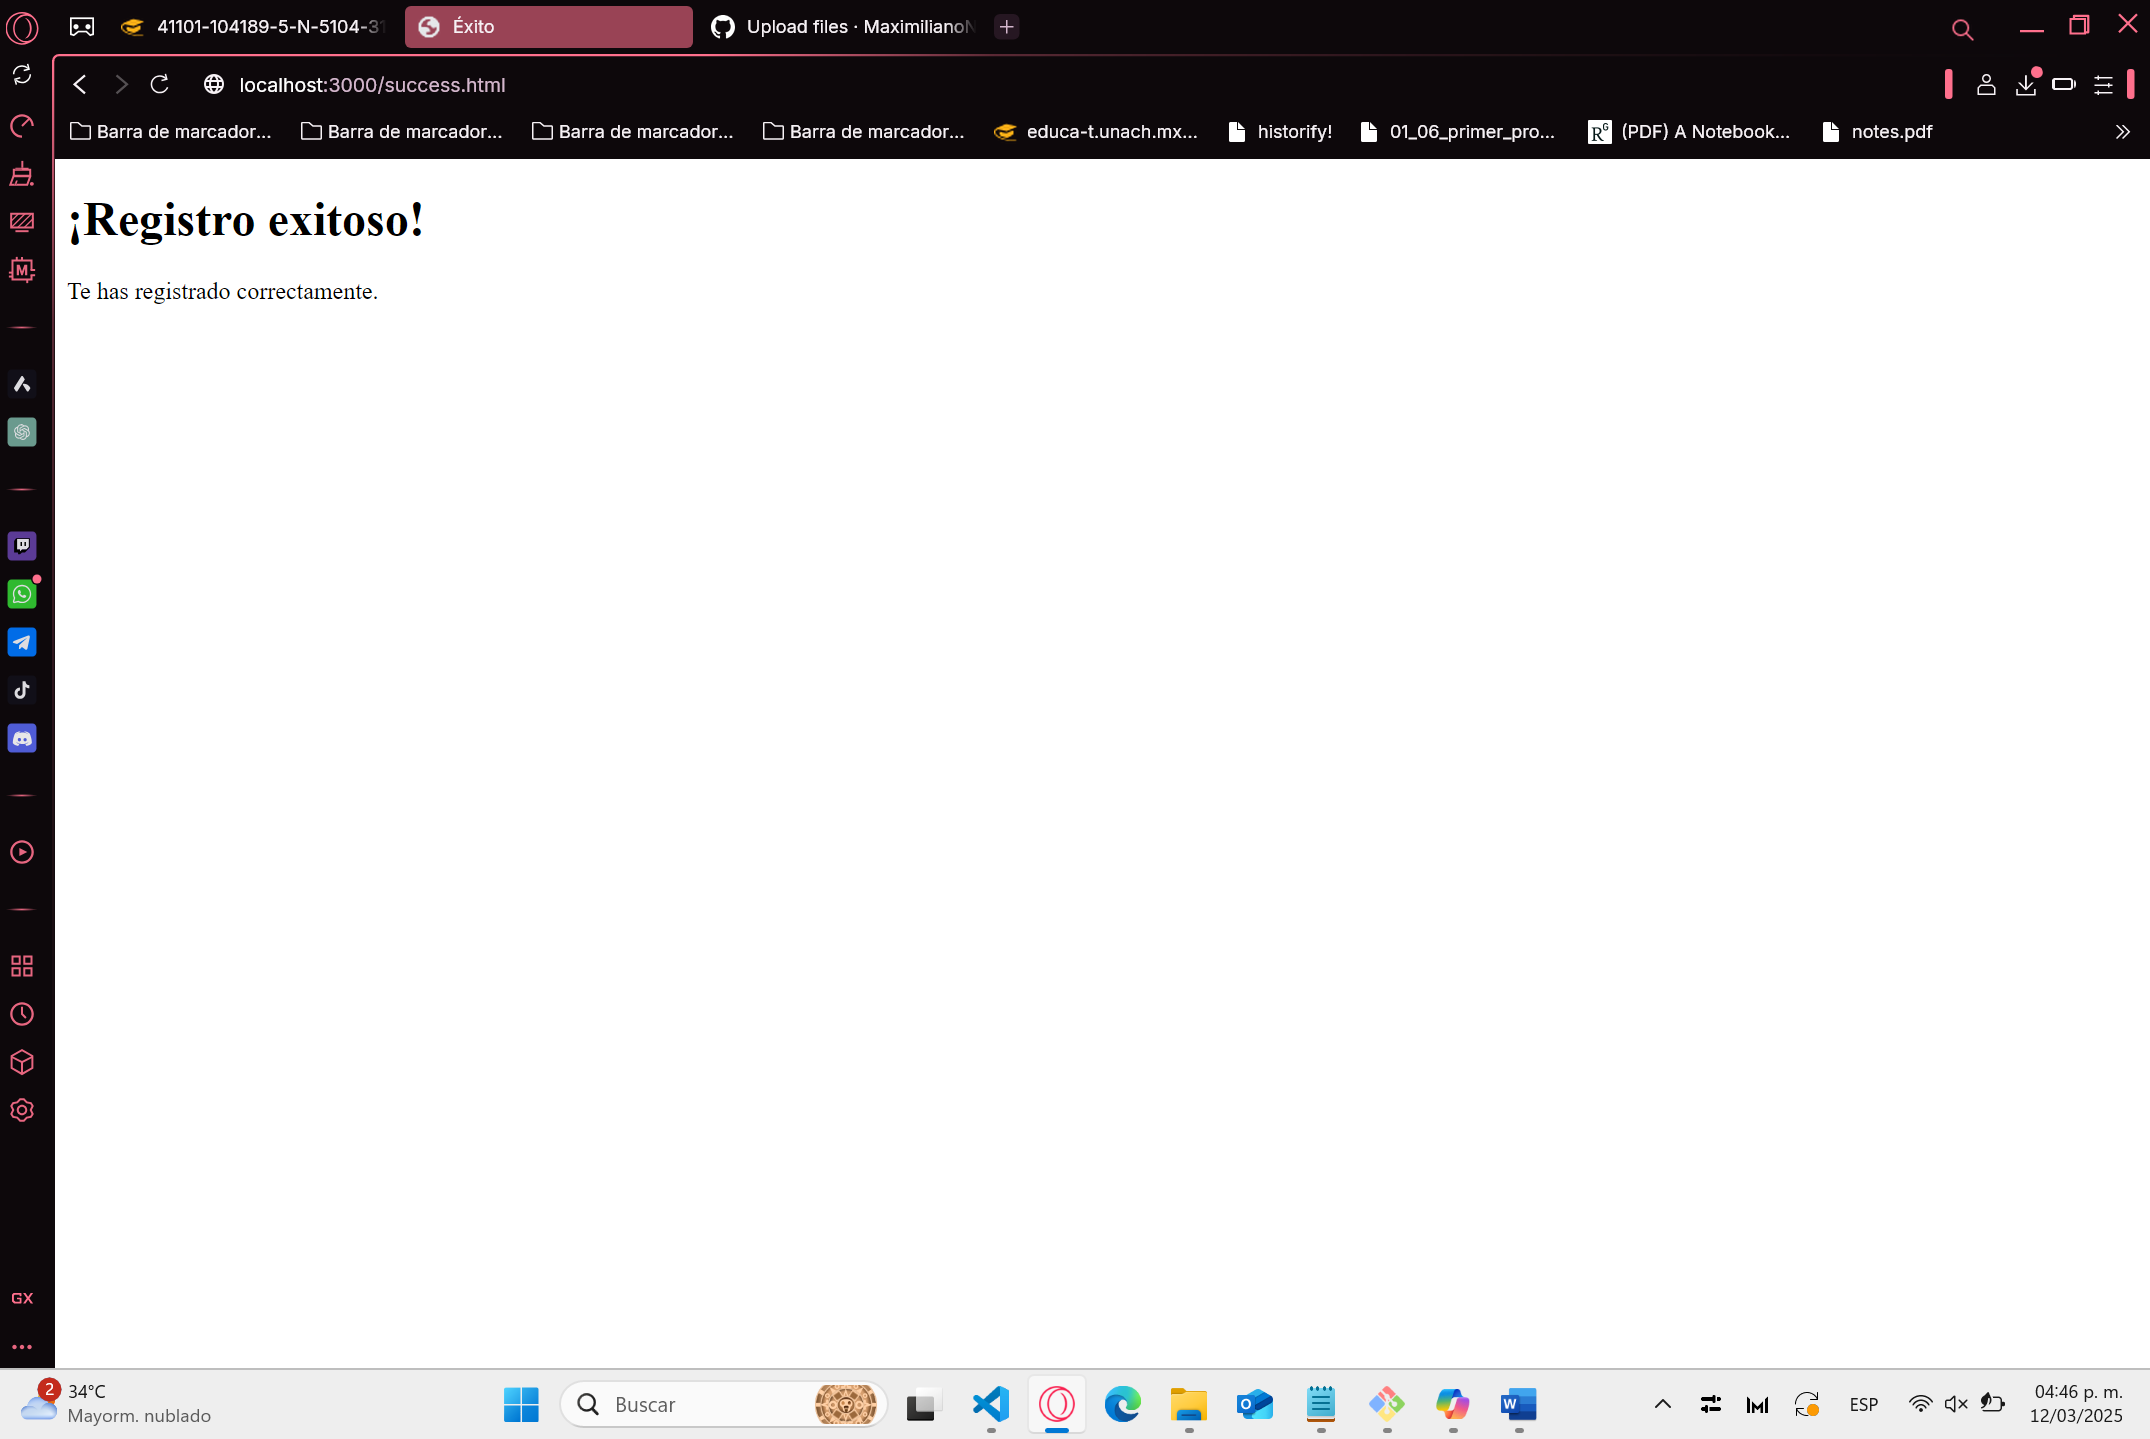 41101-104189-5-N-5104-31
Éxito
Upload files · Maximiliano
localhost:3000/success.html
Barra de marcador...
Barra de marcador...
Barra de marcador...
Barra de marcador...
educa-t.unach.mx...
historify!
01_06_primer_pro...
R^G
(PDF) A Notebook...
notes.pdf
¡Registro exitoso!
Te has registrado correctamente.
M
GX
2
34°C
Mayorm. nublado
Buscar
ESP
04:46 p. m.
12/03/2025